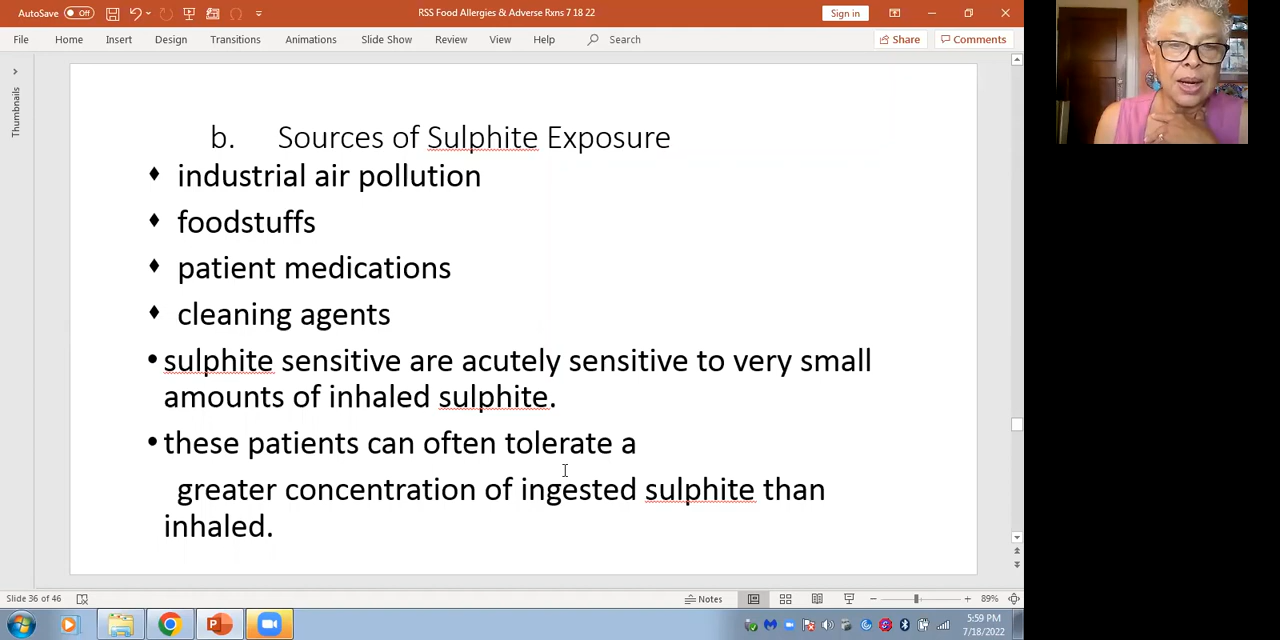 AutoSave Off
RSS Food Allergies & Adverse Rxns 7 18 22
Sign in
File Home Insert Design Transitions Animations Slide Show Review View Help Search Share Comments
Thumbnails
b. Sources of Sulphite Exposure
♦ industrial air pollution
♦ foodstuffs
♦ patient medications
♦ cleaning agents
• sulphite sensitive are acutely sensitive to very small
amounts of inhaled sulphite.
• these patients can often tolerate a
greater concentration of ingested sulphite than
inhaled.
Slide 36 of 46
Notes
89%
5:59 PM
7/18/2022